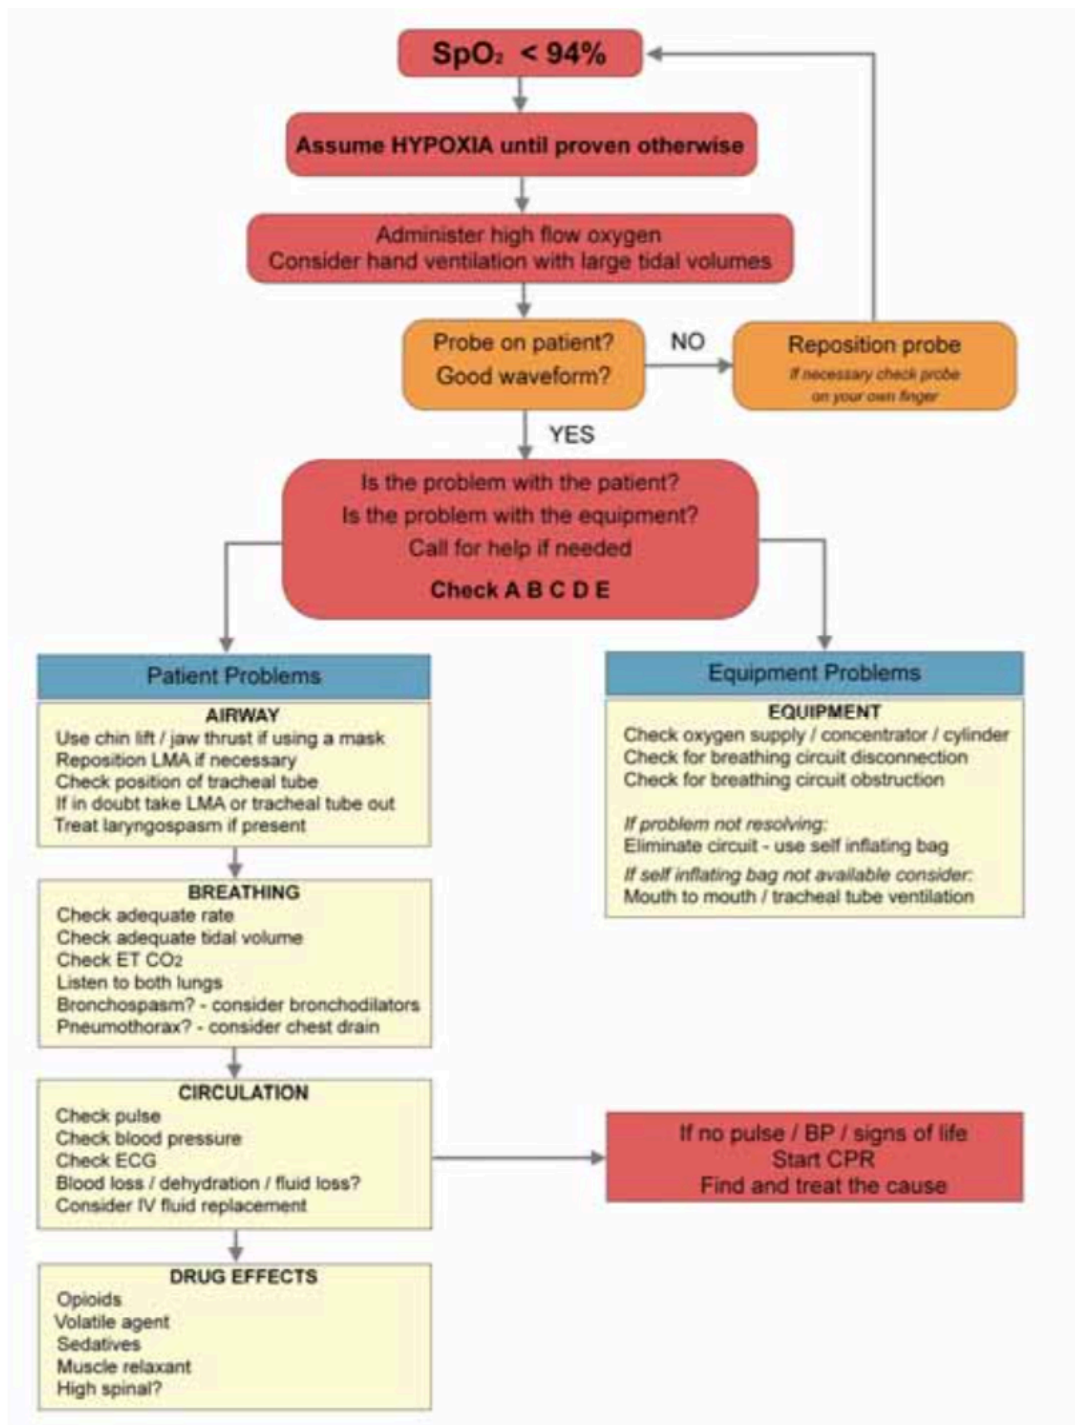 SpO₂ < 94%
Assume HYPOXIA until proven otherwise
Administer high flow oxygen
Consider hand ventilation with large tidal volumes
Probe on patient?
Good waveform?
NO
Reposition probe
If necessary check probe
on your own finger
YES
Is the problem with the patient?
Is the problem with the equipment?
Call for help if needed
Check A B C D E
Patient Problems
AIRWAY
Use chin lift / jaw thrust if using a mask
Reposition LMA if necessary
Check position of tracheal tube
If in doubt take LMA or tracheal tube out
Treat laryngospasm if present
BREATHING
Check adequate rate
Check adequate tidal volume
Check ET CO₂
Listen to both lungs
Bronchospasm? - consider bronchodilators
Pneumothorax? - consider chest drain
CIRCULATION
Check pulse
Check blood pressure
Check ECG
Blood loss / dehydration / fluid loss?
Consider IV fluid replacement
DRUG EFFECTS
Opioids
Volatile agent
Sedatives
Muscle relaxant
High spinal?
Equipment Problems
EQUIPMENT
Check oxygen supply / concentrator / cylinder
Check for breathing circuit disconnection
Check for breathing circuit obstruction
If problem not resolving:
Eliminate circuit - use self inflating bag
If self inflating bag not available consider:
Mouth to mouth / tracheal tube ventilation
If no pulse / BP / signs of life
Start CPR
Find and treat the cause